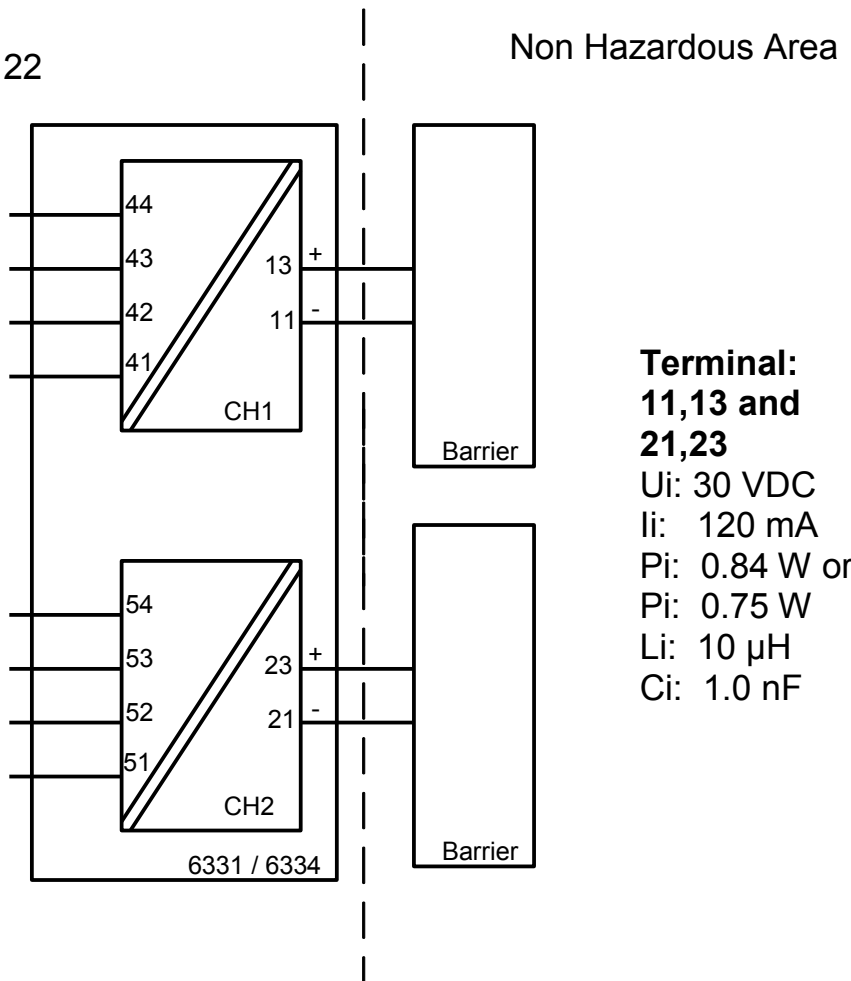 Non Hazardous Area
22
44
43
42
41
13
+
11
-
CH1
Barrier
54
53
52
51
23
+
21
-
CH2
6331 / 6334
Barrier
Terminal:
11,13 and
21,23
Ui: 30 VDC
Ii: 120 mA
Pi: 0.84 W or
Pi: 0.75 W
Li: 10 µH
Ci: 1.0 nF